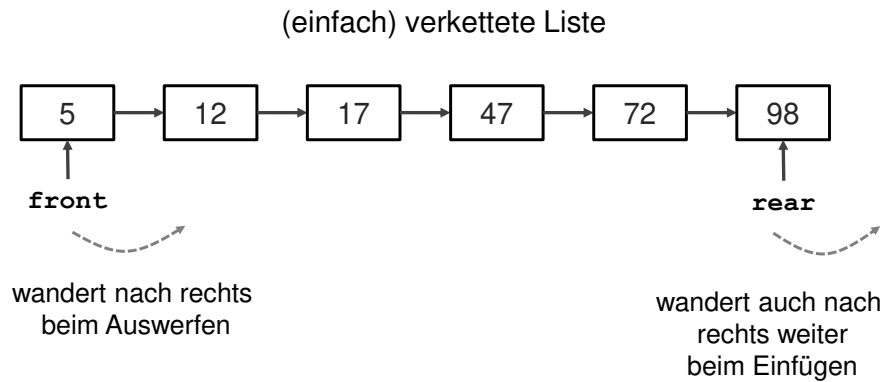 (einfach) verkettete Liste
5 12 17 47 72 98
front rear
wandert nach rechts
beim Auswerfen
wandert auch nach
rechts weiter
beim Einfügen